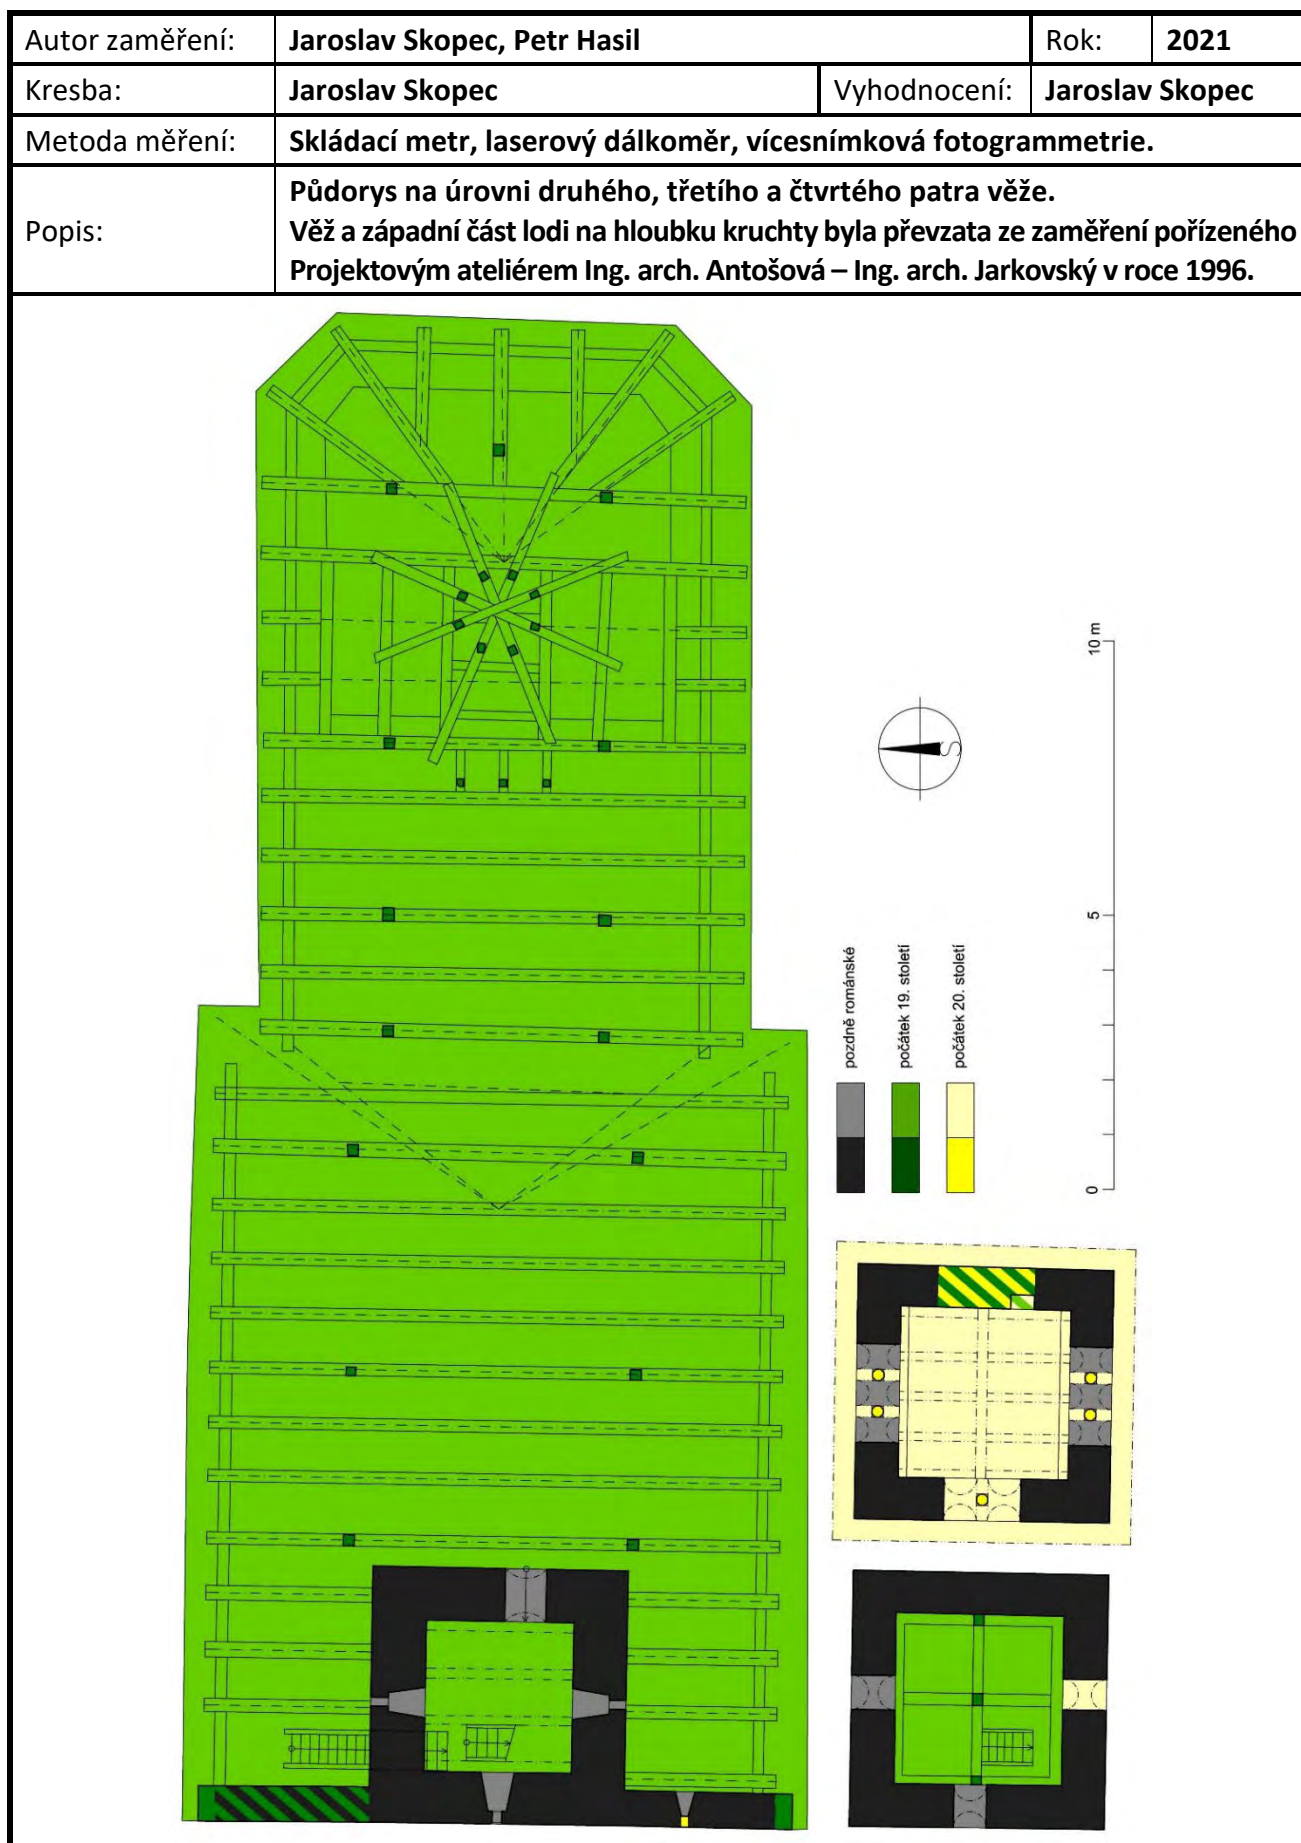 Autor zaměření: Jaroslav Skopec, Petr Hasil Rok: 2021
Kresba: Jaroslav Skopec Vyhodnocení: Jaroslav Skopec
Metoda měření: Skládací metr, laserový dálkoměr, vícesnímková fotogrammetrie.
Popis: Půdorys na úrovni druhého, třetího a čtvrtého patra věže.
Věž a západní část lodi na hloubku kruchty byla převzata ze zaměření pořízeného
Projektovým ateliérem Ing. arch. Antošová – Ing. arch. Jarkovský v roce 1996.
10 m
S
5
0
pozdně románské
počátek 19. století
počátek 20. století